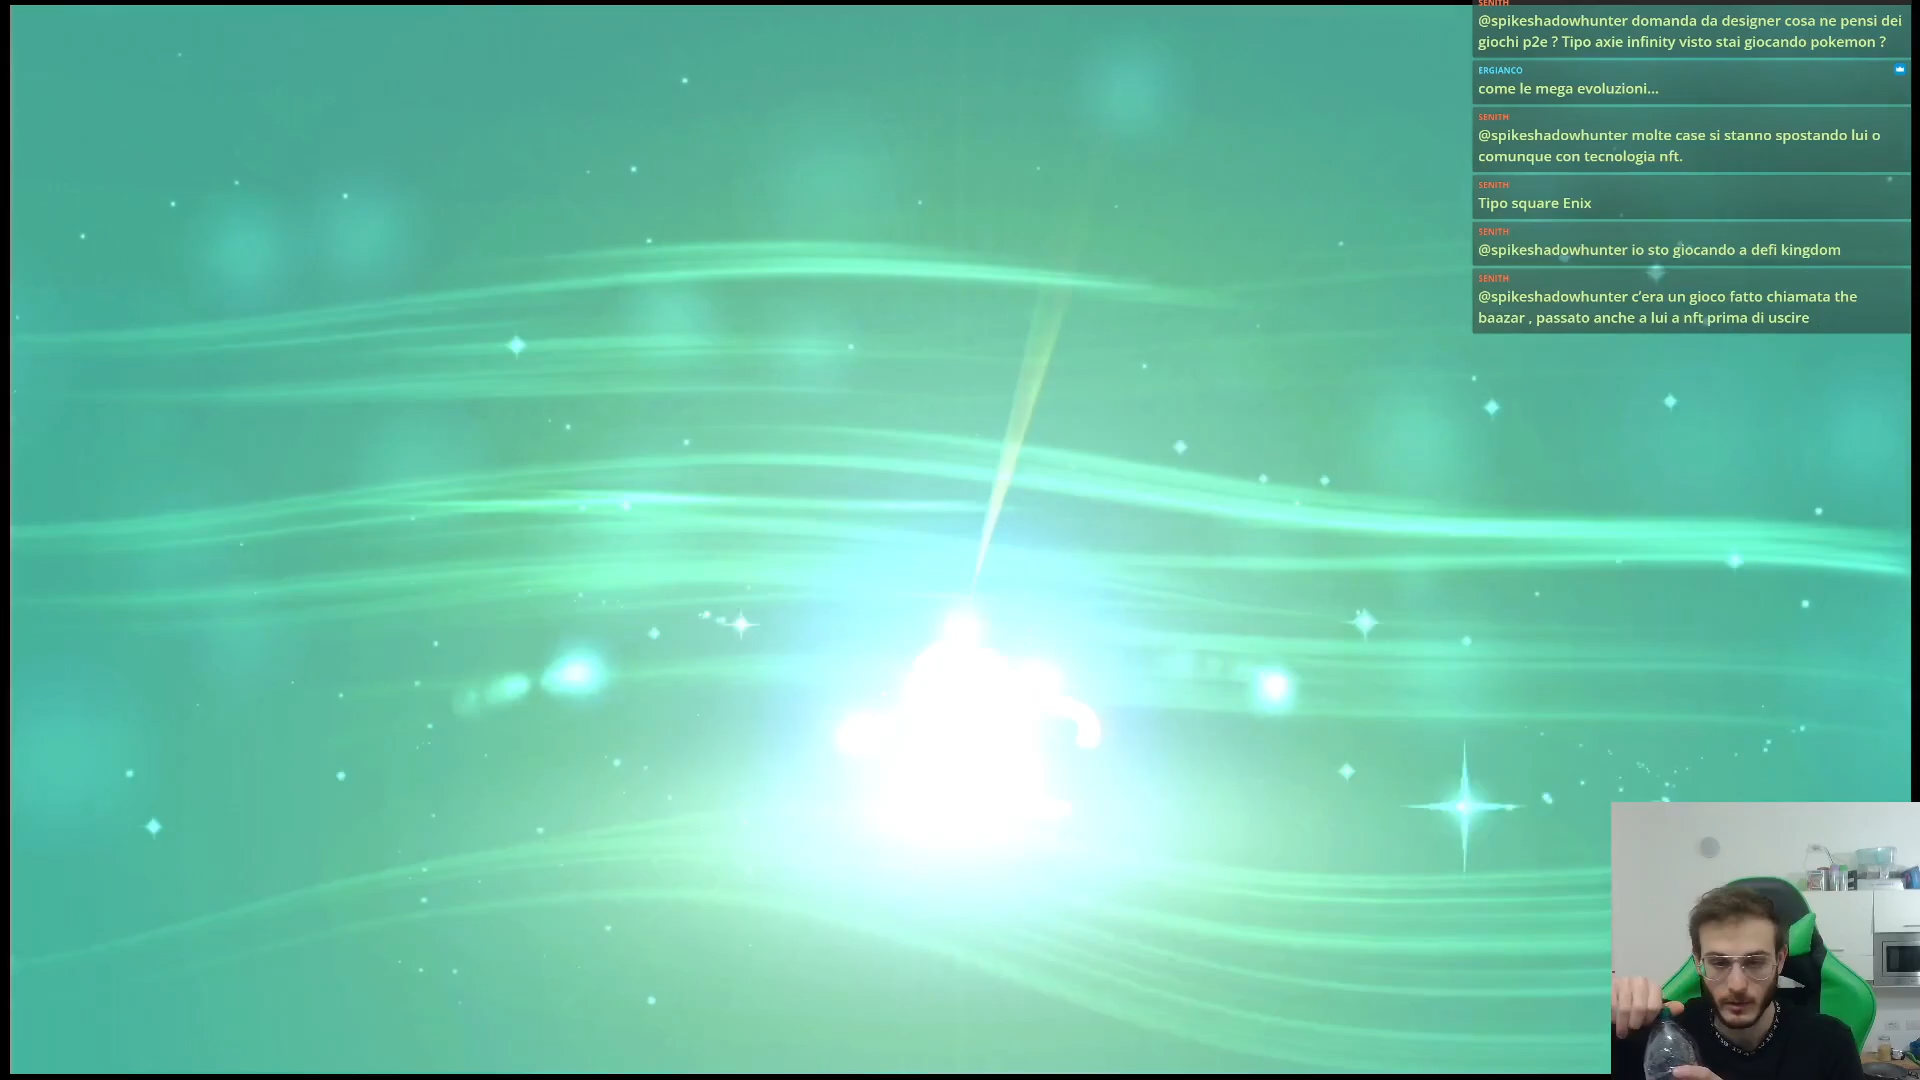 SENITH
@spikeshadowhunter domanda da designer cosa ne pensi dei
giochi p2e ? Tipo axie infinity visto stai giocando pokemon ?
ERGIANCO
come le mega evoluzioni...
SENITH
@spikeshadowhunter molte case si stanno spostando lui o
comunque con tecnologia nft.
SENITH
Tipo square Enix
SENITH
@spikeshadowhunter io sto giocando a defi kingdom
SENITH
@spikeshadowhunter c’era un gioco fatto chiamata the
baazar , passato anche a lui a nft prima di uscire